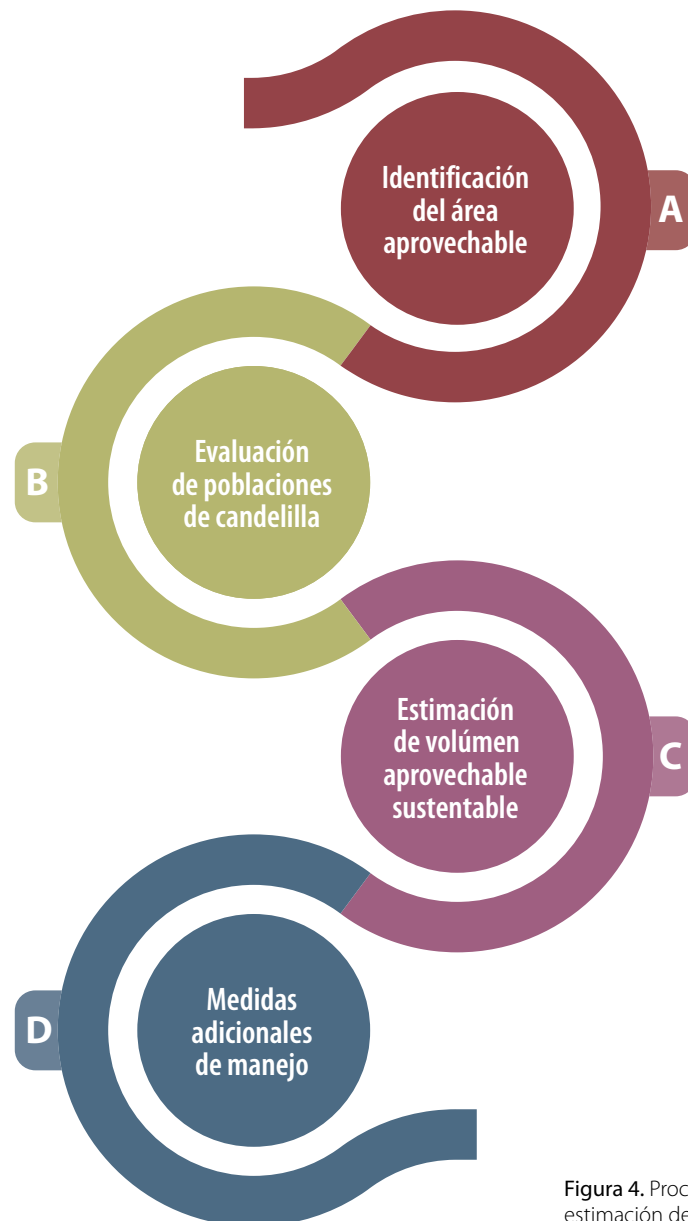 Identificación
del área
aprovechable
A
Evaluación
de poblaciones
de candelilla
B
Estimación
de volúmen
aprovechable
sustentable
C
Medidas
adicionales
de manejo
D
Figura 4. Proc
estimación de